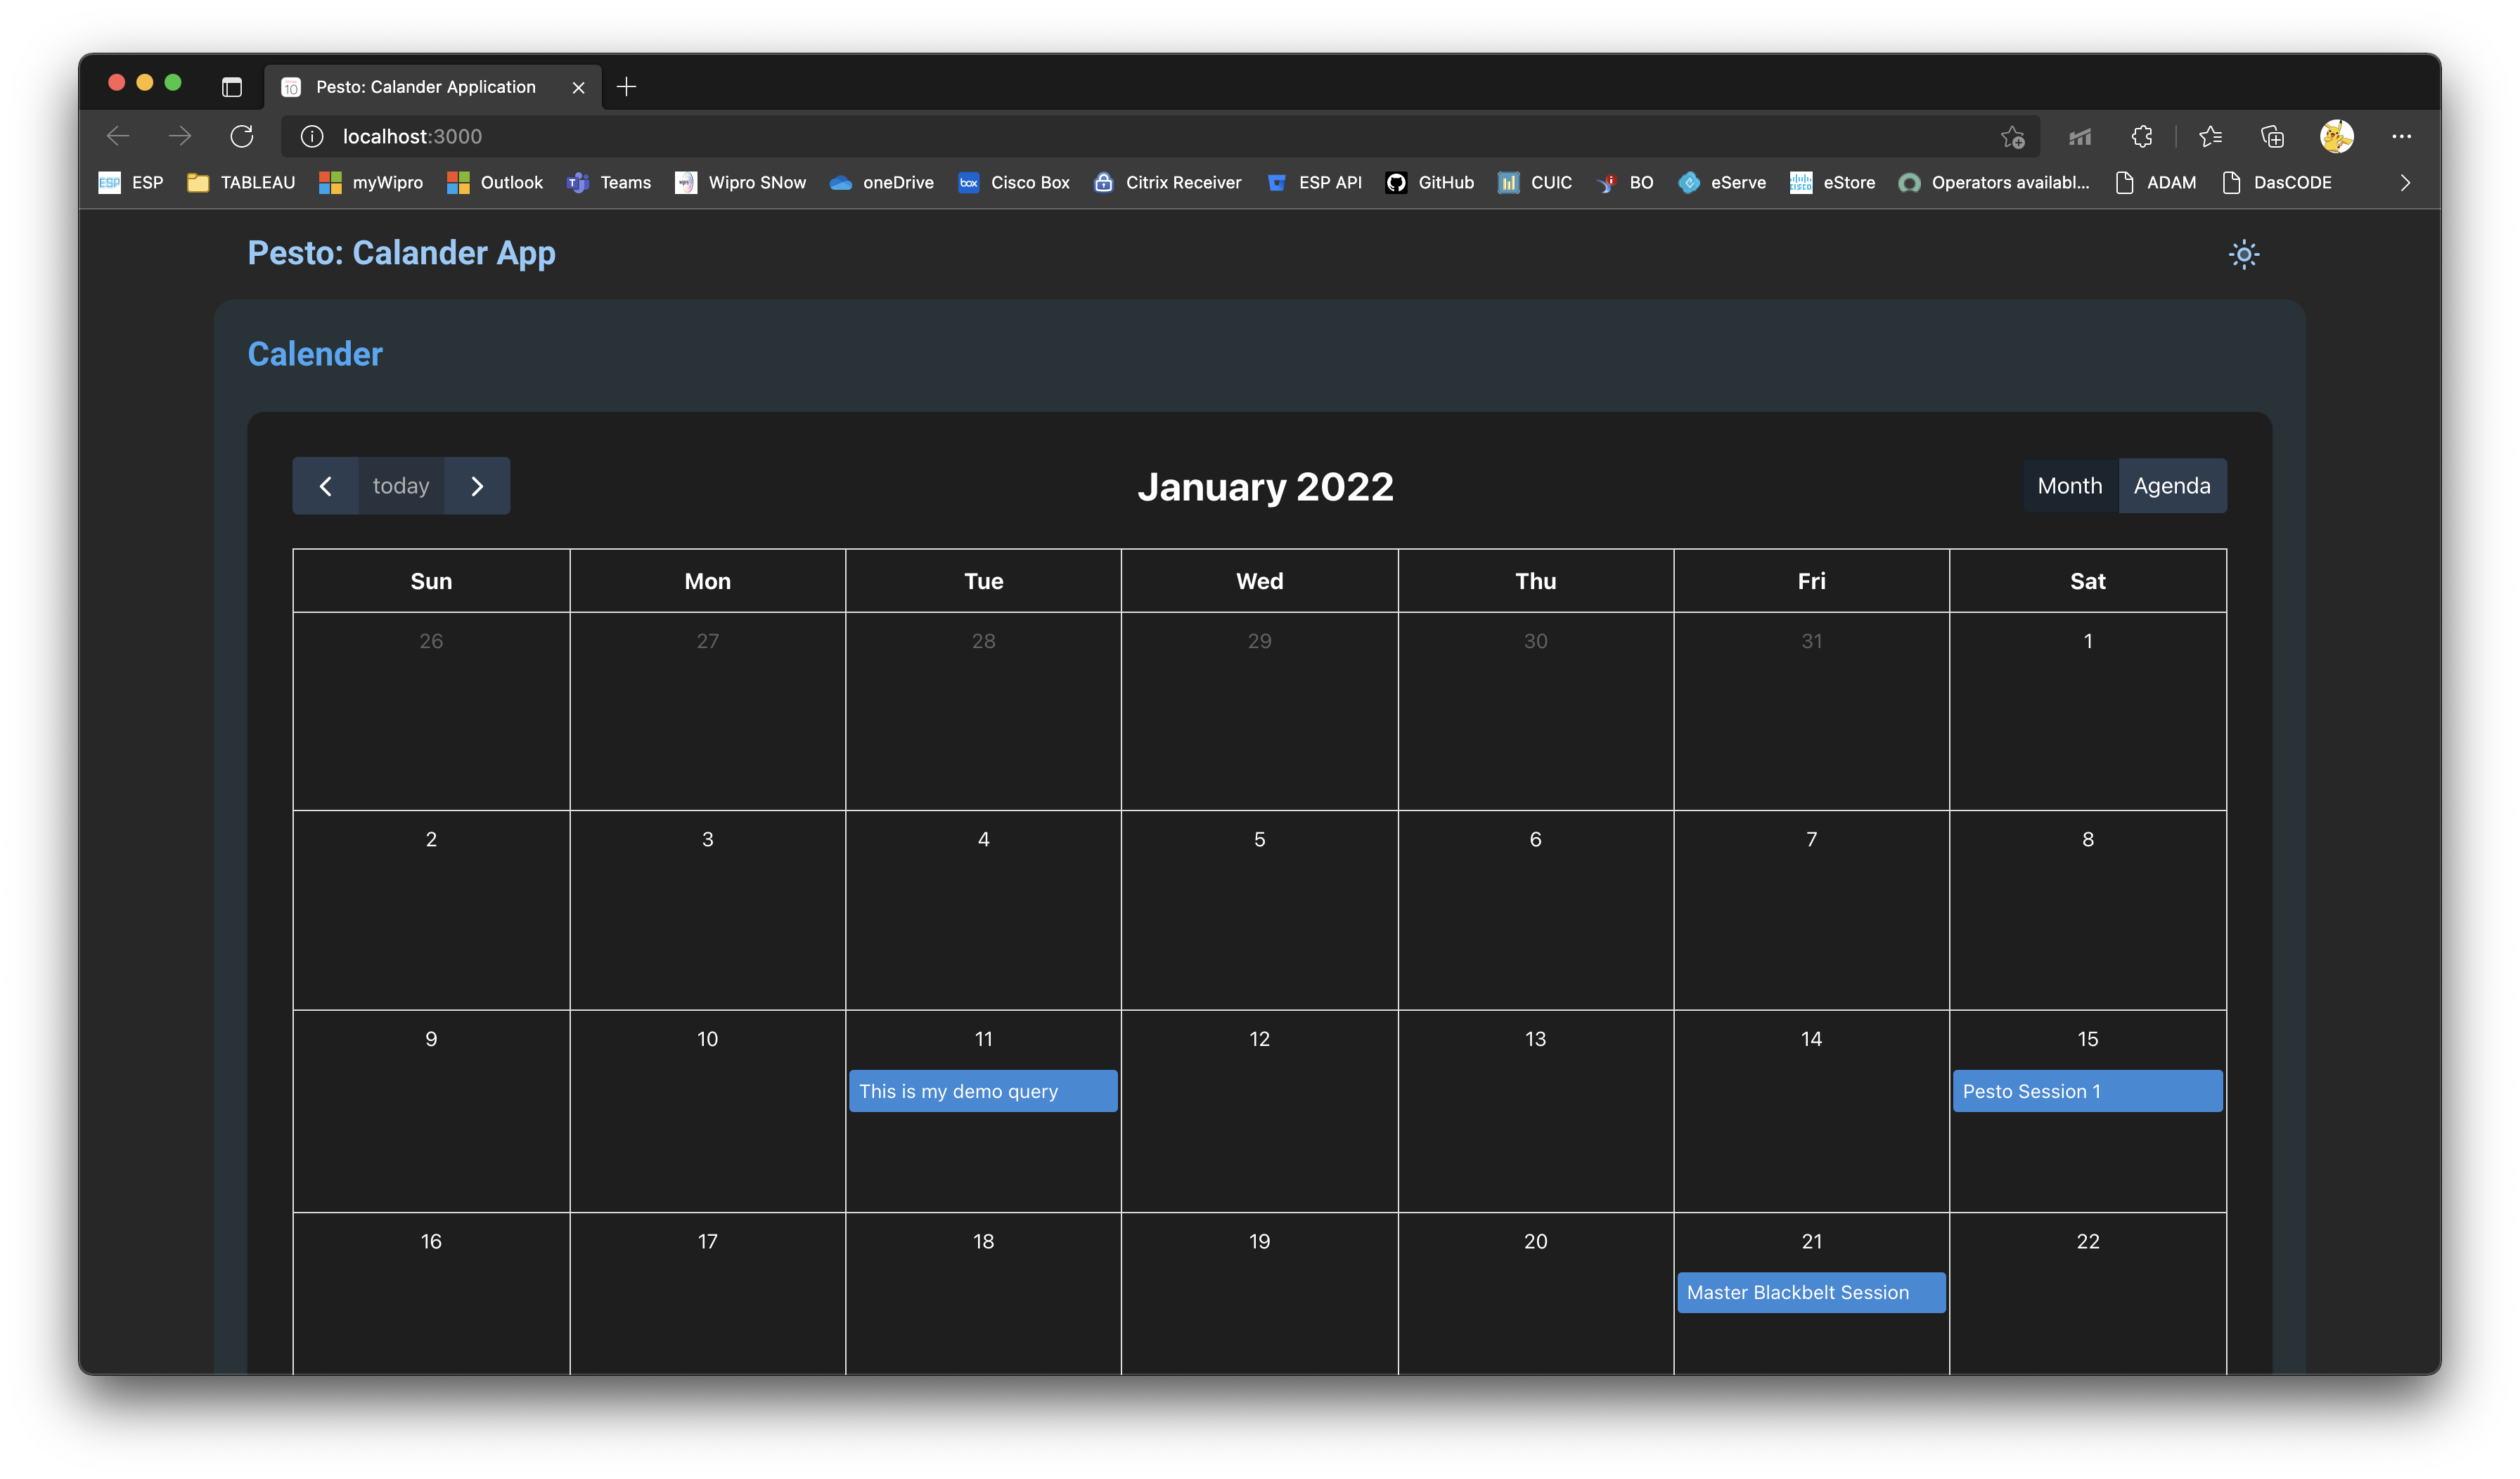 Pesto: Calander Application
localhost:3000
ESP TABLEAU myWipro Outlook Teams Wipro SNow oneDrive box Cisco Box Citrix Receiver ESP API GitHub CUIC BO eServe eStore Operators availabl... ADAM DasCODE
Pesto: Calander App
Calender
today January 2022 Month Agenda
Sun Mon Tue Wed Thu Fri Sat
26 27 28 29 30 31 1
2 3 4 5 6 7 8
9 10 11 12 13 14 15
This is my demo query Pesto Session 1
16 17 18 19 20 21 22
Master Blackbelt Session